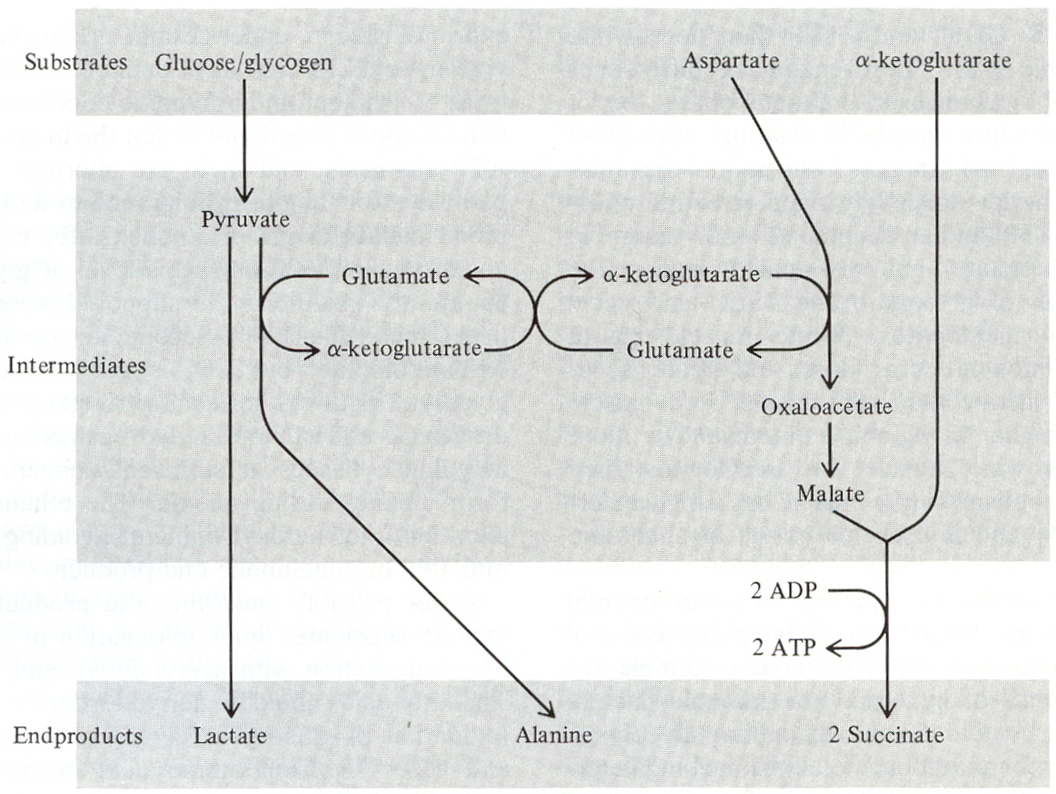 Substrates Glucose/glycogen Aspartate α-ketoglutarate
Pyruvate
Glutamate α-ketoglutarate
α-ketoglutarate Glutamate
Intermediates
Oxaloacetate
Malate
2 ADP
2 ATP
Endproducts Lactate Alanine 2 Succinate